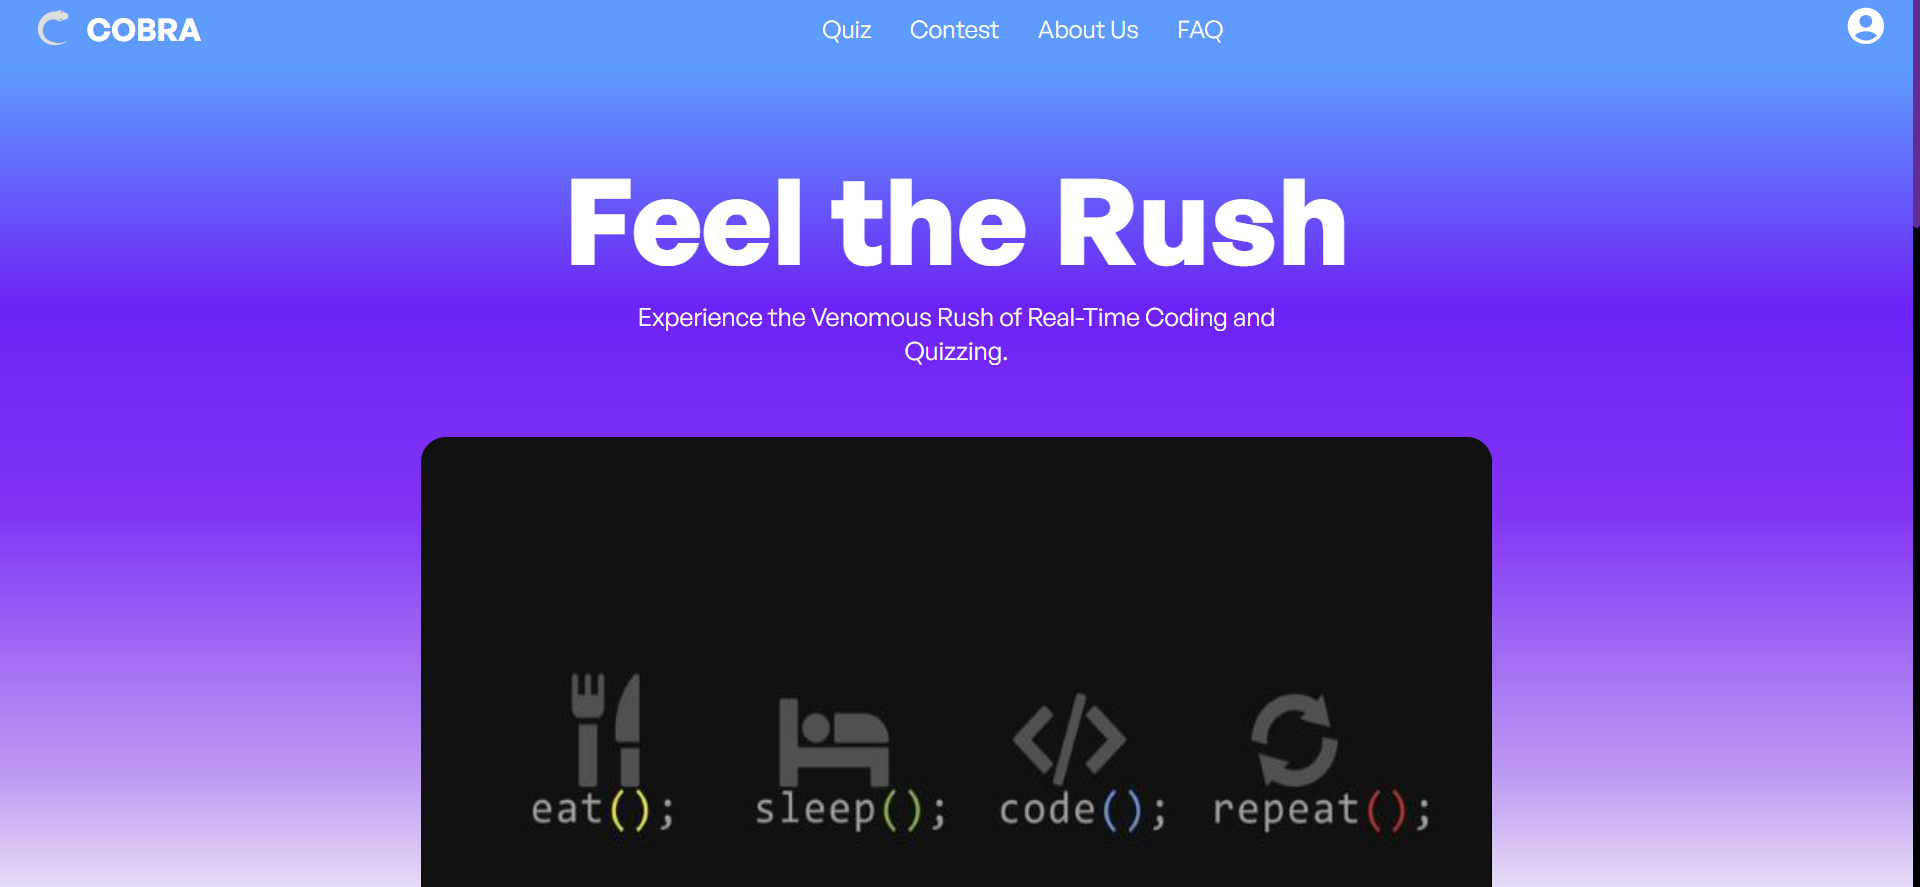 COBRA
Quiz Contest About Us FAQ
Feel the Rush
Experience the Venomous Rush of Real-Time Coding and
Quizzing.
eat(); sleep(); code(); repeat();